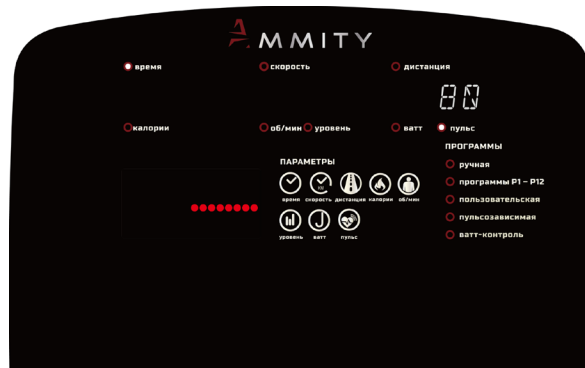 AMMITY
время скорость дистанция
80
калории об/мин уровень ватт пульс
ПРОГРАММЫ
ручная
программы P1 – P12
пользовательская
пульсозависимая
ватт-контроль
ПАРАМЕТРЫ
время скорость дистанция калории об/мин
уровень ватт пульс